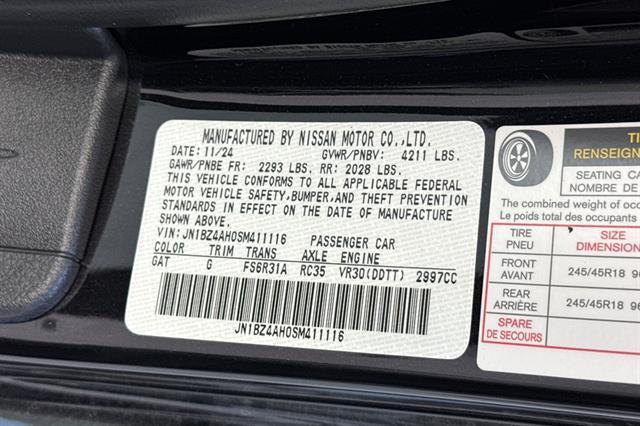 MANUFACTURED BY NISSAN MOTOR CO.,LTD.
DATE: 11/24 GVWR/PNBV: 4211 LBS.
GAWR/PNBE FR: 2293 LBS. RR: 2028 LBS.
THIS VEHICLE CONFORMS TO ALL APPLICABLE FEDERAL
MOTOR VEHICLE SAFETY,BUMPER,AND THEFT PREVENTION
STANDARDS IN EFFECT ON THE DATE OF MANUFACTURE
SHOWN ABOVE.
VIN: JN1BZ4AH0SM411116 PASSENGER CAR
COLOR TRIM TRANS AXLE ENGINE
GAT G FS6R31A RC35 VR30(DDTT) 2997CC
JN1BZ4AH0SM411116
TI
RENSEIGN
SEATING CA
NOMBRE DE
The combined weight of
Le poids total des occupants
TIRE SIZE
PNEU DIMENSION
FRONT
AVANT 245/45R18
REAR
ARRIÈRE 245/45R18
SPARE
DE SECOURS